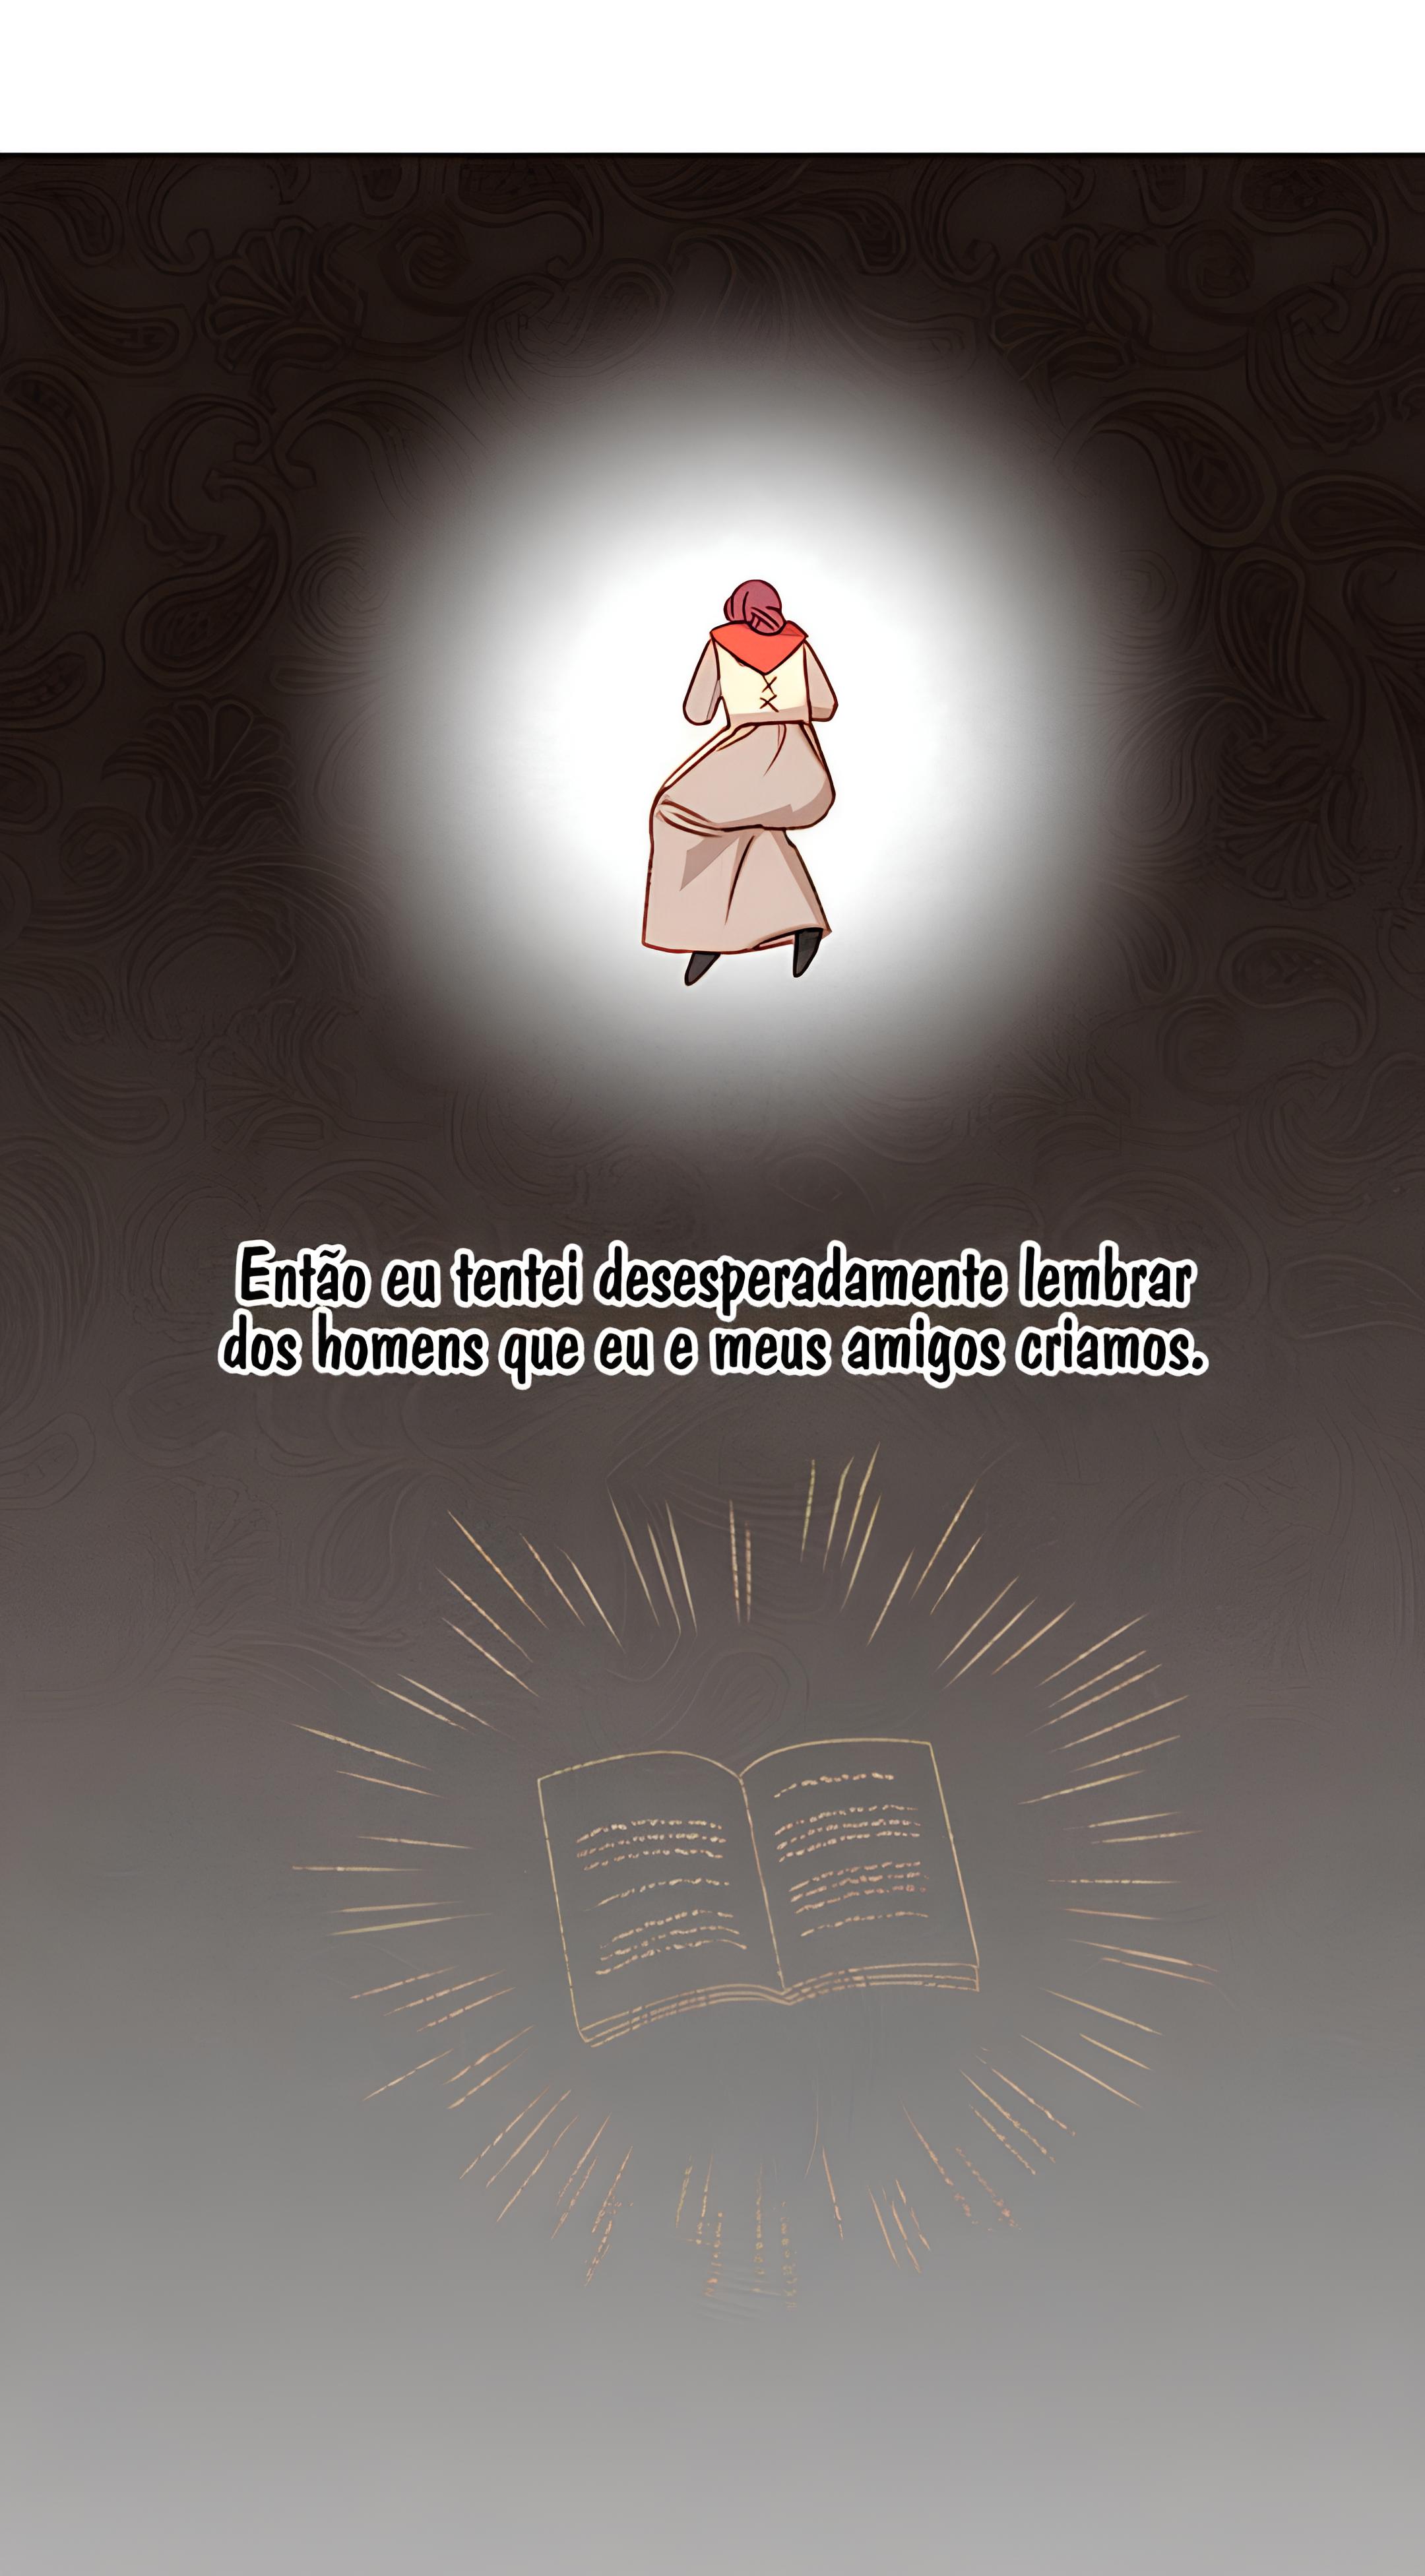 Então eu tentei desesperadamente lembrar
dos homens que eu e meus amigos criamos.